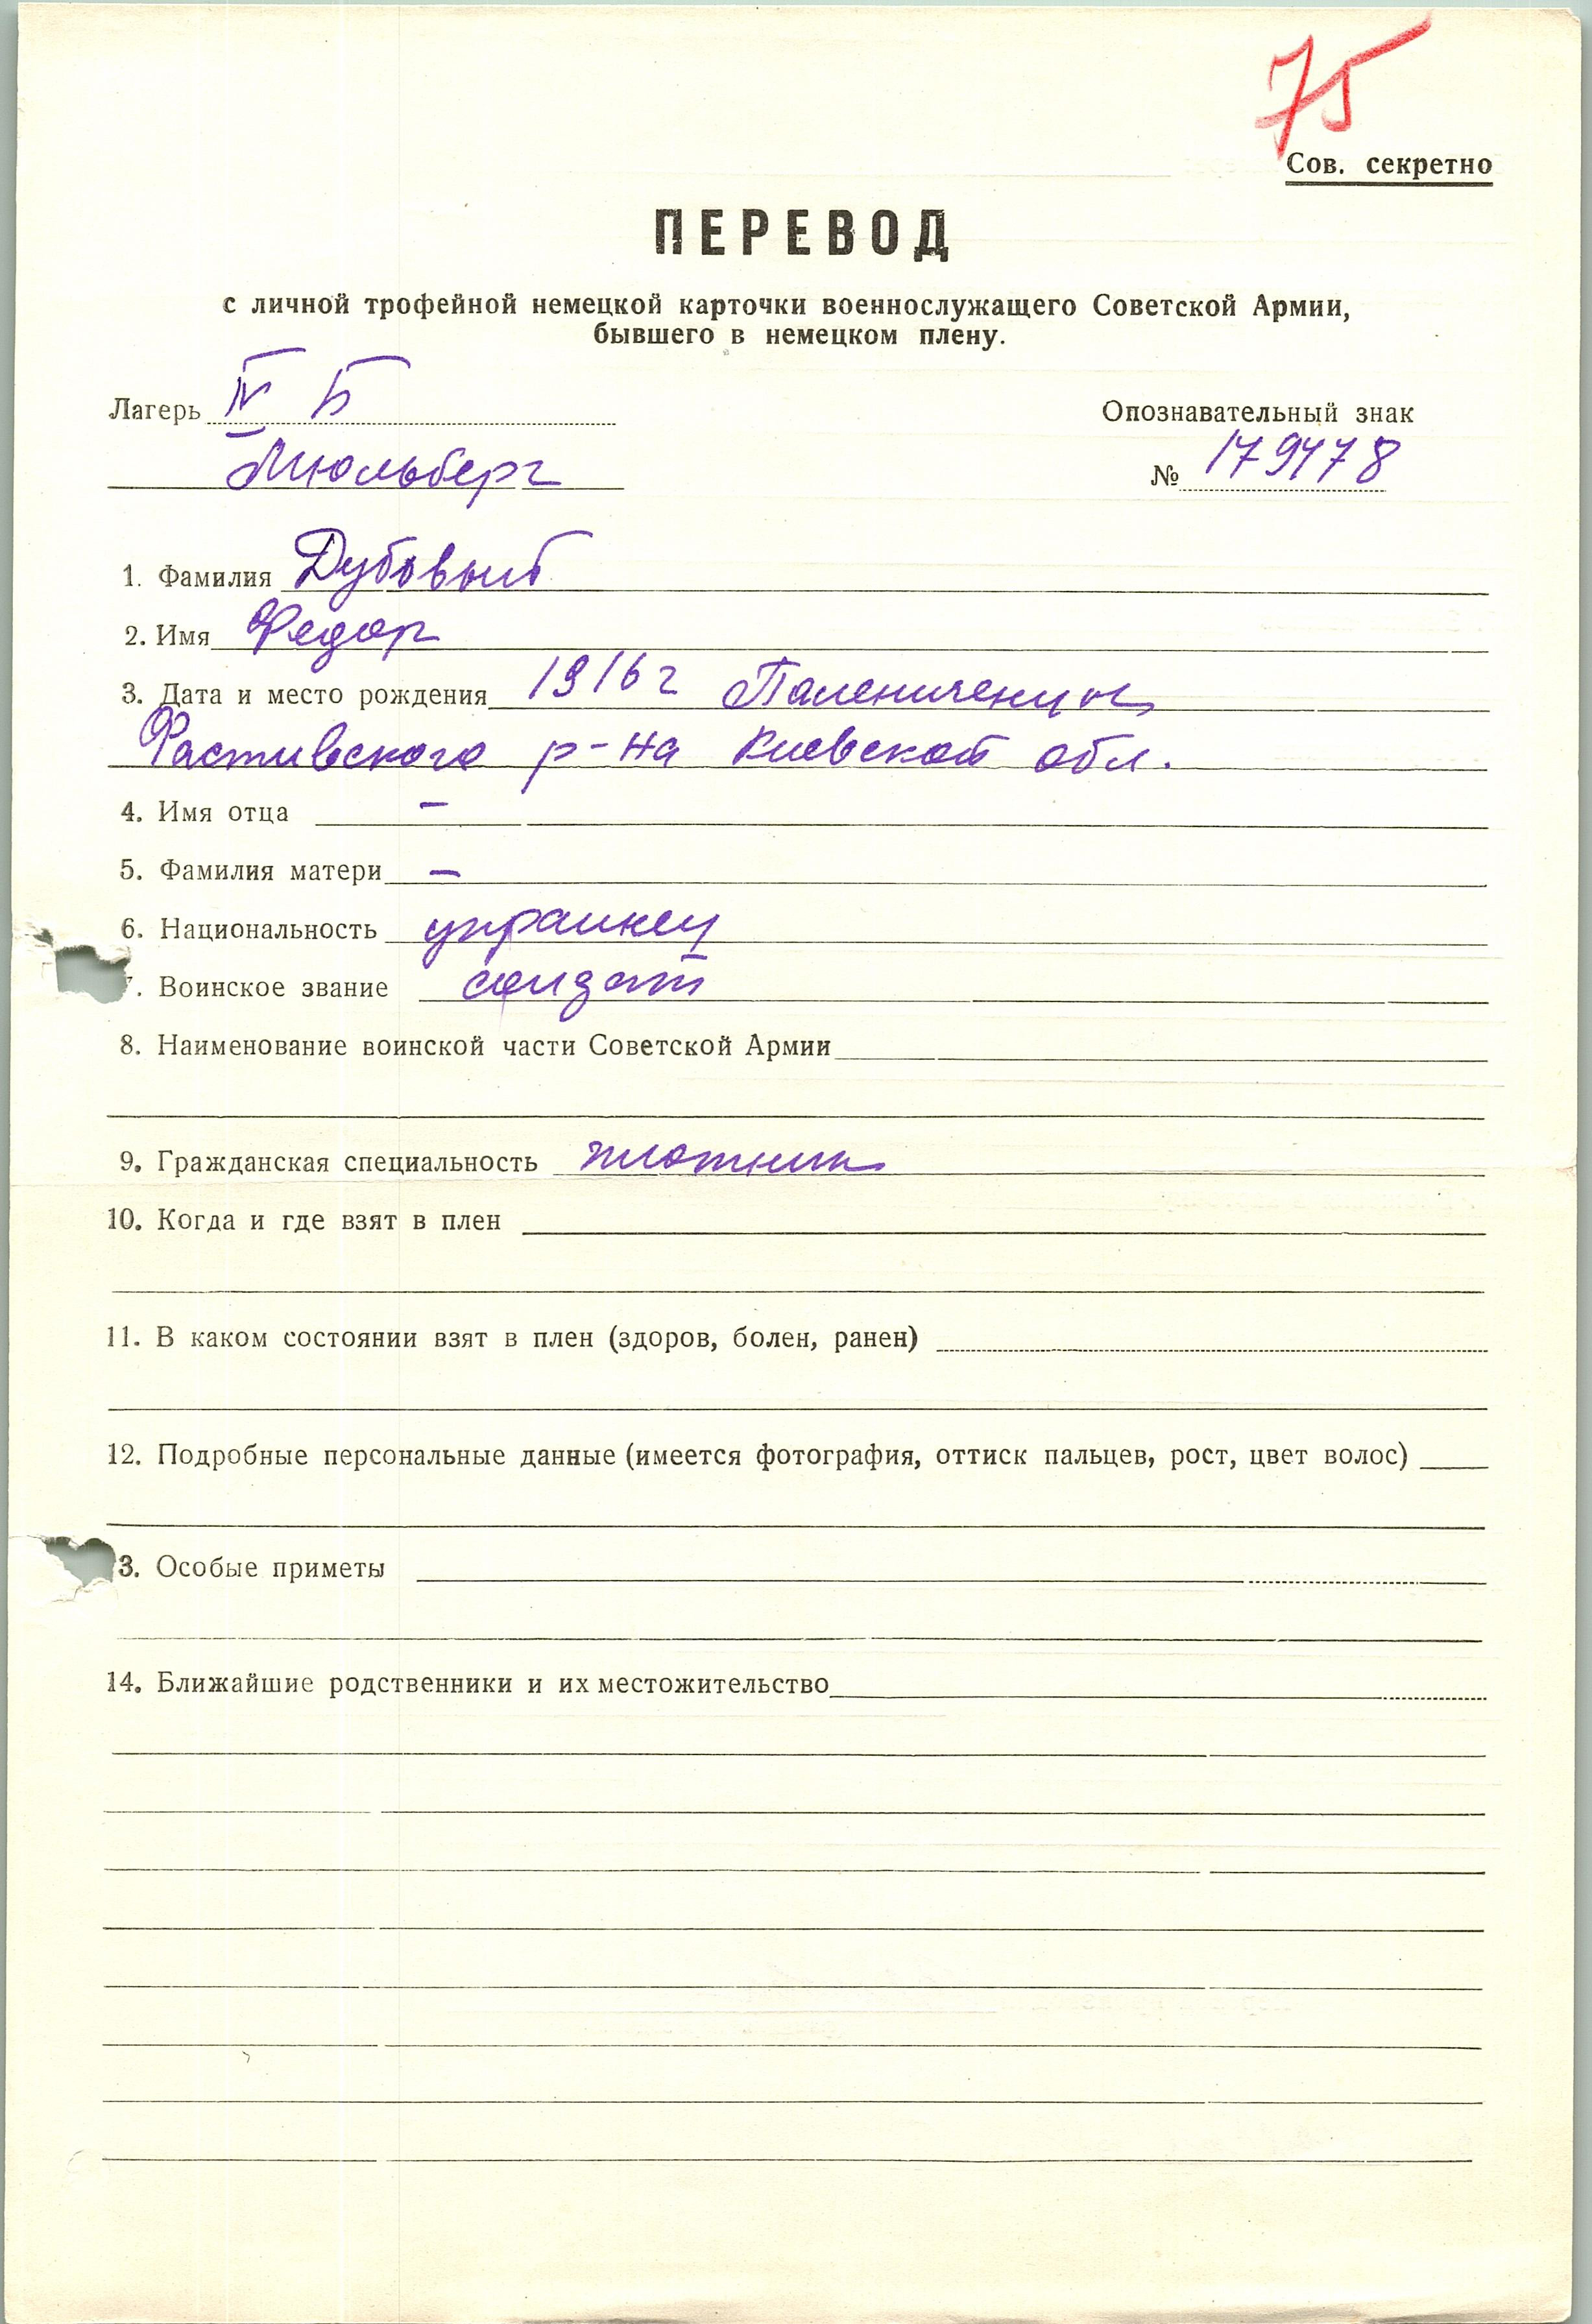 75
Сов. секретно
ПЕРЕВОД
с личной трофейной немецкой карточки военнослужащего Советской Армии,
бывшего в немецком плену.
Лагерь IV Б
Опознавательный знак
Мюльберг
№ 179478
1. Фамилия Дубовый
2. Имя Федор
3. Дата и место рождения 1916 г
Фастивского р-на Киевской обл.
4. Имя отца –
5. Фамилия матери –
6. Национальность украинец
7. Воинское звание солдат
8. Наименование воинской части Советской Армии
9. Гражданская специальность плотник
10. Когда и где взят в плен
11. В каком состоянии взят в плен (здоров, болен, ранен)
12. Подробные персональные данные (имеется фотография, оттиск пальцев, рост, цвет волос)
3. Особые приметы
14. Ближайшие родственники и их местожительство